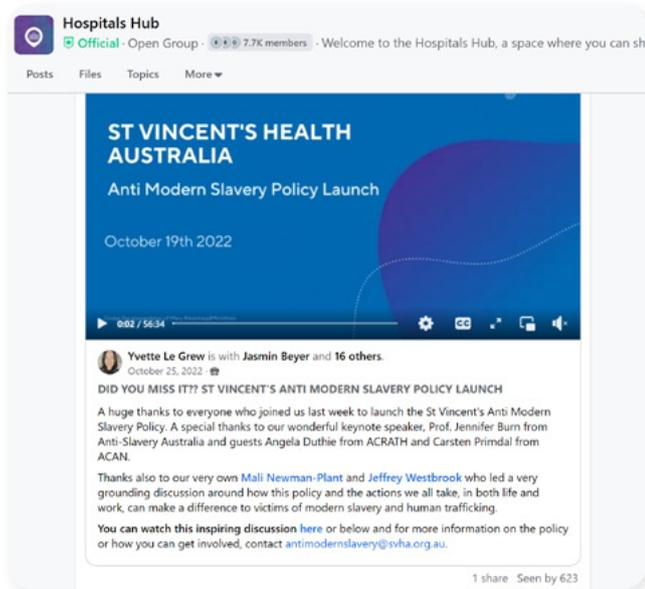 Hospitals Hub
Official · Open Group · 7.7K members · Welcome to the Hospitals Hub, a space where you can sh
Posts Files Topics More
ST VINCENT'S HEALTH
AUSTRALIA
Anti Modern Slavery Policy Launch
October 19th 2022
0:02 / 56:34
CC
Yvette Le Grew is with Jasmin Beyer and 16 others.
October 25, 2022 ·
DID YOU MISS IT?? ST VINCENT'S ANTI MODERN SLAVERY POLICY LAUNCH
A huge thanks to everyone who joined us last week to launch the St Vincent's Anti Modern
Slavery Policy. A special thanks to our wonderful keynote speaker, Prof. Jennifer Burn from
Anti-Slavery Australia and guests Angela Duthie from ACRATH and Carsten Primdal from
ACAN.
Thanks also to our very own Mali Newman-Plant and Jeffrey Westbrook who led a very
grounding discussion around how this policy and the actions we all take, in both life and
work, can make a difference to victims of modern slavery and human trafficking.
You can watch this inspiring discussion here or below and for more information on the policy
or how you can get involved, contact antimodernslavery@svha.org.au.
1 share Seen by 623